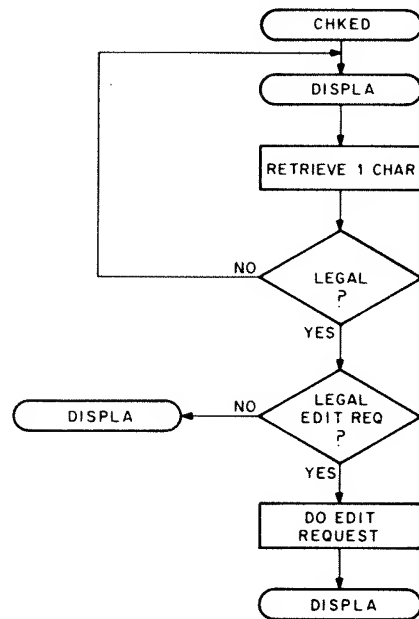 CHKED
DISPLA
RETRIEVE 1 CHAR
NO
LEGAL
?
YES
LEGAL
EDIT REQ
?
NO
DISPLA
YES
DO EDIT
REQUEST
DISPLA